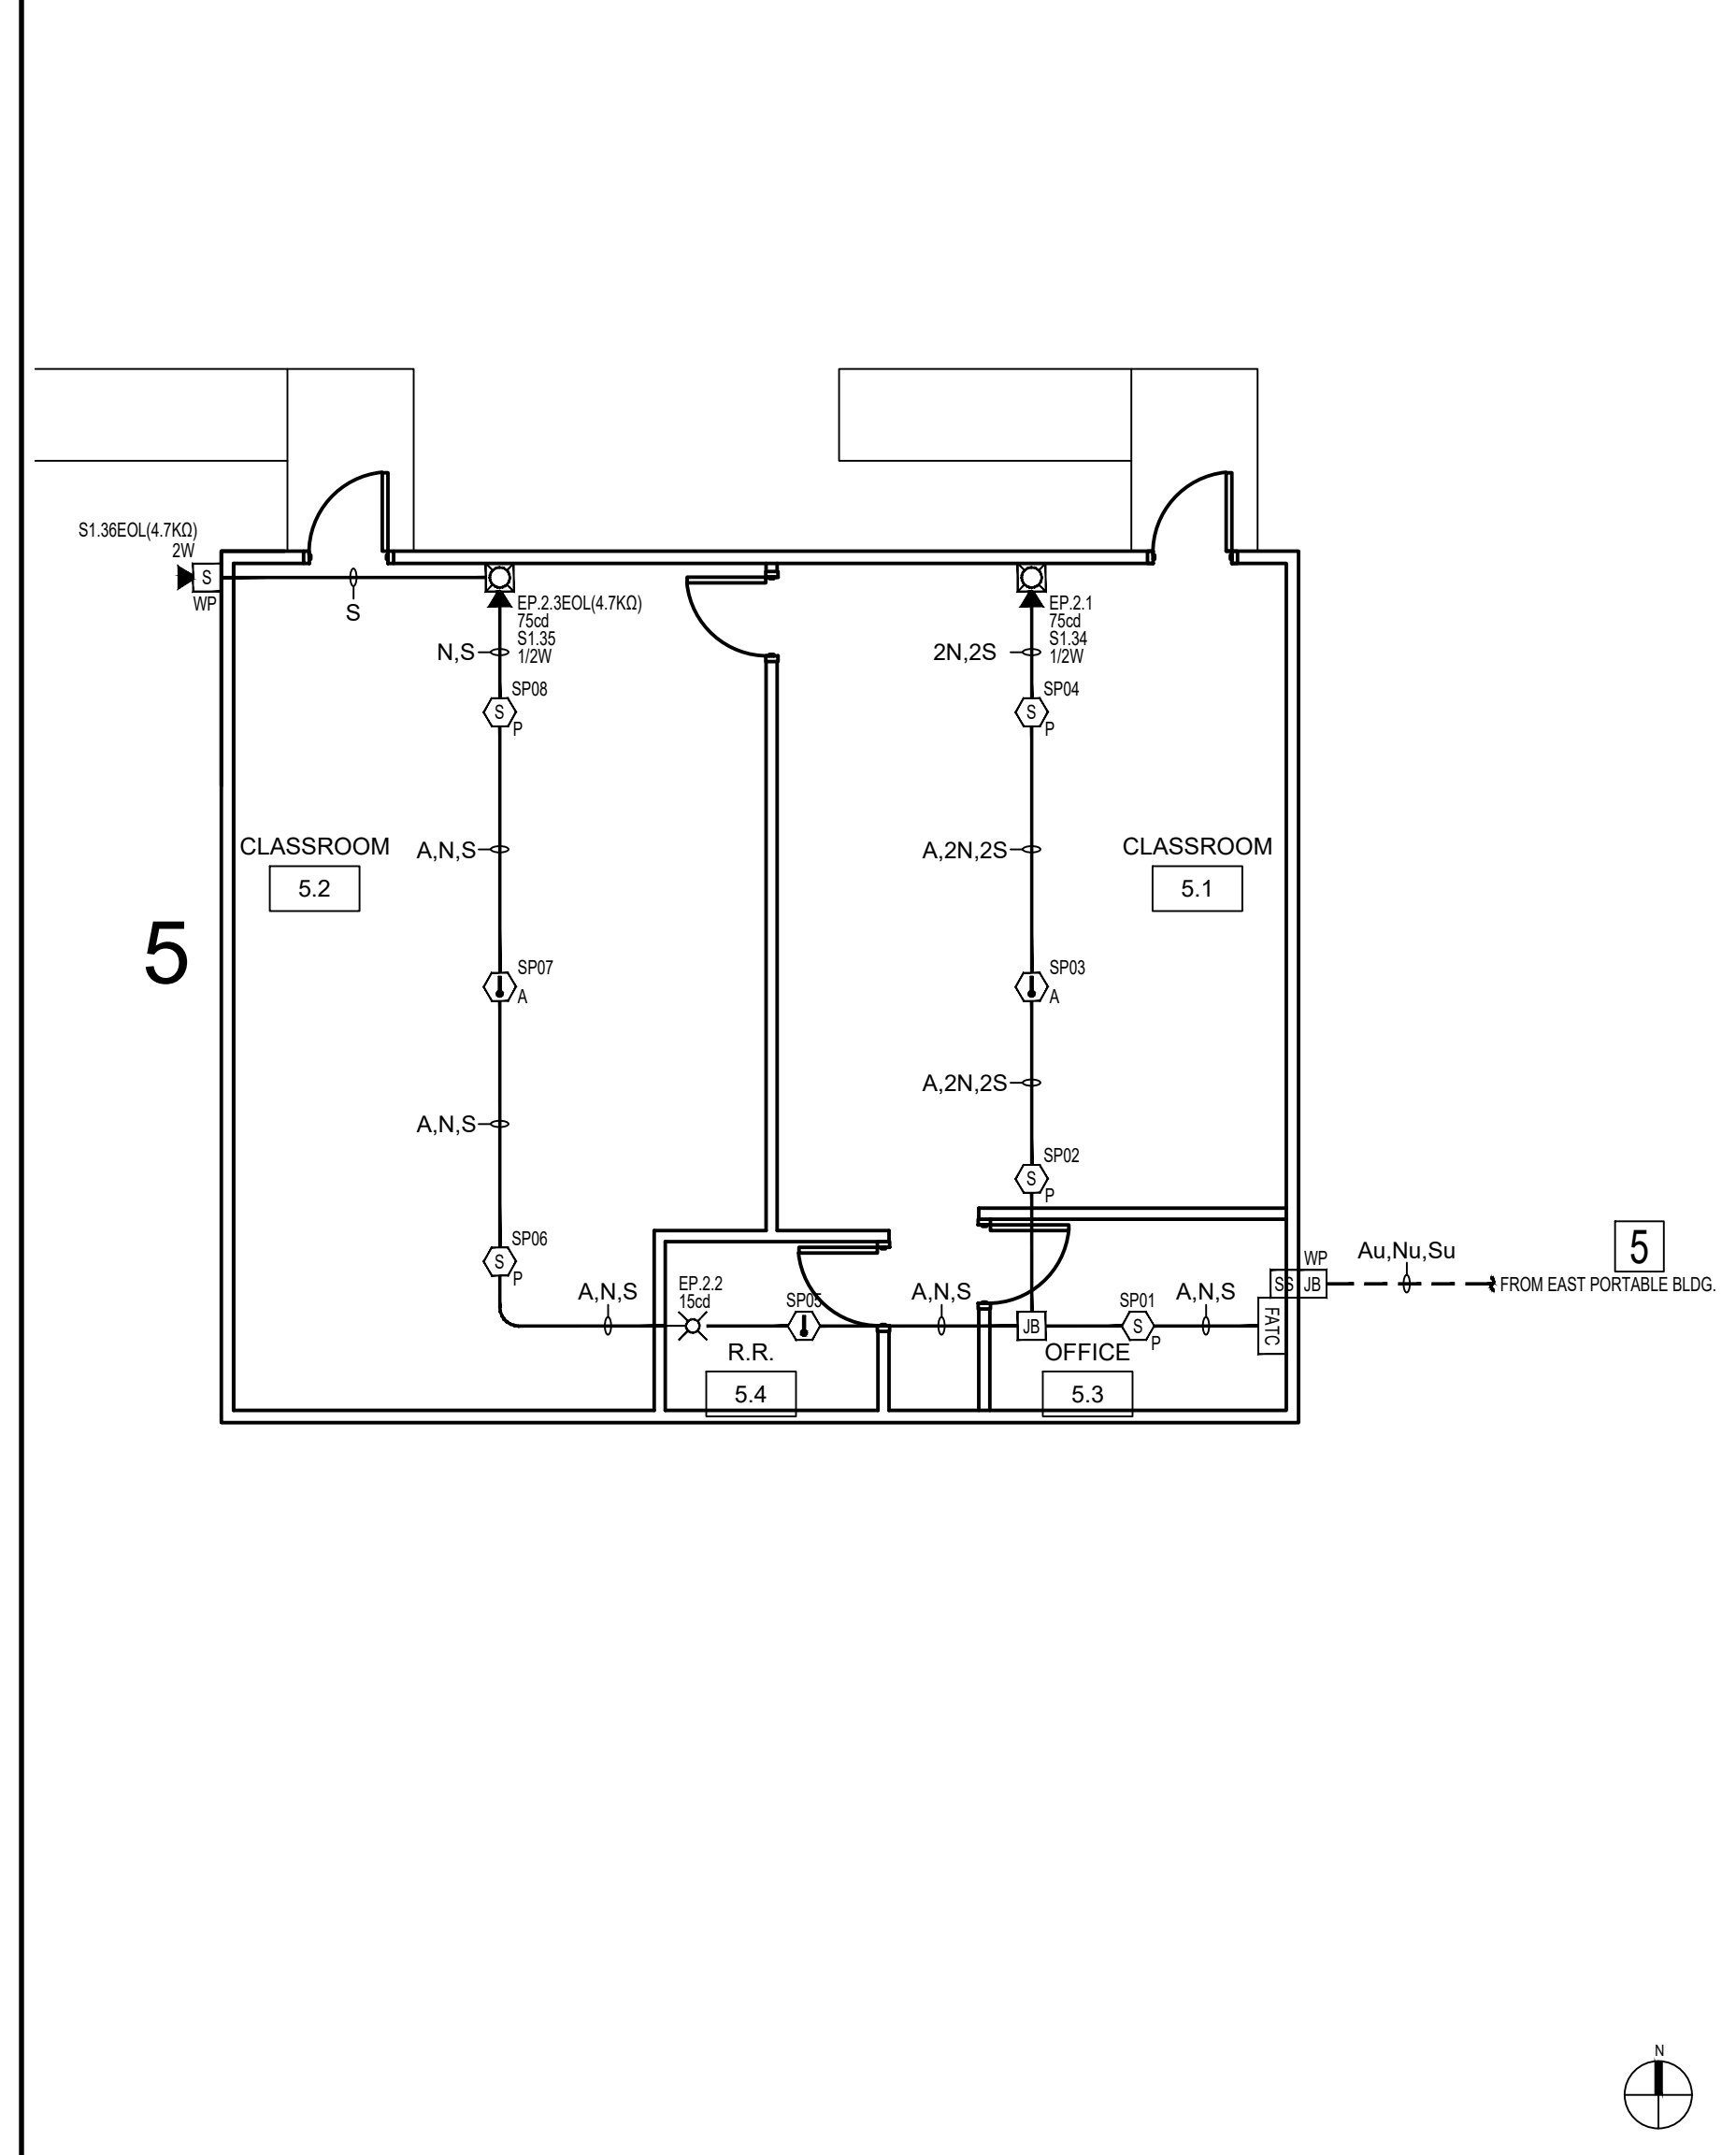 S1.36EOL(4.7KΩ)
2W
S
WP
S
EP.2.3EOL(4.7KΩ)
75cd
S1.35
1/2W
N,S
SP08
S
P
EP.2.1
75cd
S1.34
1/2W
2N,2S
SP04
S
P
CLASSROOM
5.2
A,N,S
A,2N,2S
CLASSROOM
5.1
5
SP07
A
SP03
A
A,N,S
A,2N,2S
SP02
S
P
SP06
S
P
A,N,S
EP.2.2
15cd
SP05
A,N,S
JB
SP01
S
P
A,N,S
WP
SS
JB
FATC
Au,Nu,Su
5
FROM EAST PORTABLE BLDG.
R.R.
5.4
OFFICE
5.3
N